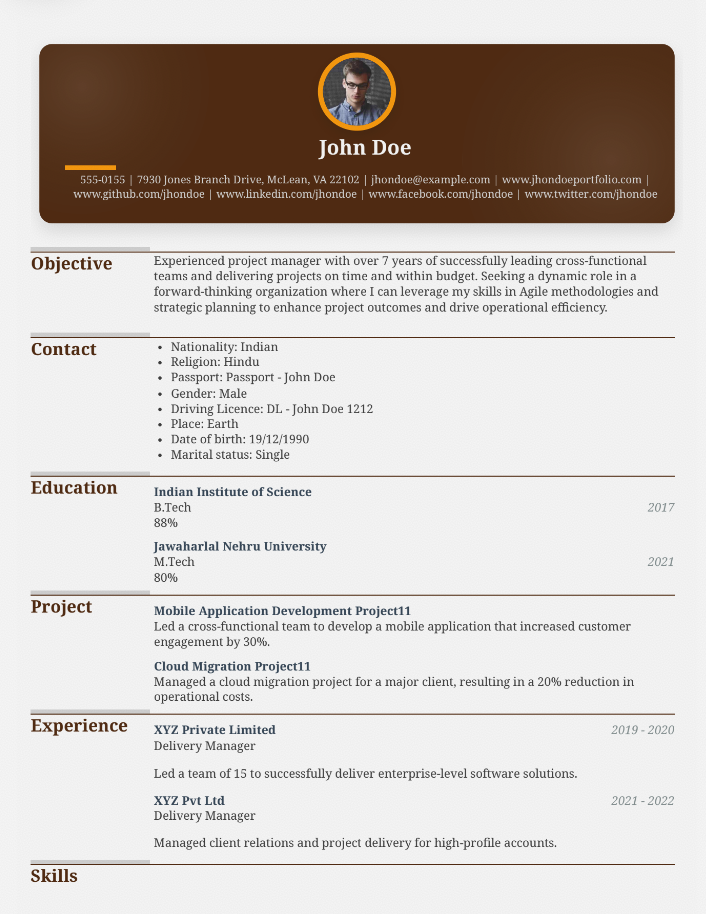 John Doe
555-0155 | 7930 Jones Branch Drive, McLean, VA 22102 | jhondoe@example.com | www.jhondoeportfolio.com |
www.github.com/jhondoe | www.linkedin.com/jhondoe | www.facebook.com/jhondoe | www.twitter.com/jhondoe
Objective
Experienced project manager with over 7 years of successfully leading cross-functional
teams and delivering projects on time and within budget. Seeking a dynamic role in a
forward-thinking organization where I can leverage my skills in Agile methodologies and
strategic planning to enhance project outcomes and drive operational efficiency.
Contact
• Nationality: Indian
• Religion: Hindu
• Passport: Passport - John Doe
• Gender: Male
• Driving Licence: DL - John Doe 1212
• Place: Earth
• Date of birth: 19/12/1990
• Marital status: Single
Education
Indian Institute of Science
B.Tech 2017
88%
Jawaharlal Nehru University
M.Tech 2021
80%
Project
Mobile Application Development Project11
Led a cross-functional team to develop a mobile application that increased customer
engagement by 30%.
Cloud Migration Project11
Managed a cloud migration project for a major client, resulting in a 20% reduction in
operational costs.
Experience
XYZ Private Limited 2019 - 2020
Delivery Manager
Led a team of 15 to successfully deliver enterprise-level software solutions.
XYZ Pvt Ltd 2021 - 2022
Delivery Manager
Managed client relations and project delivery for high-profile accounts.
Skills